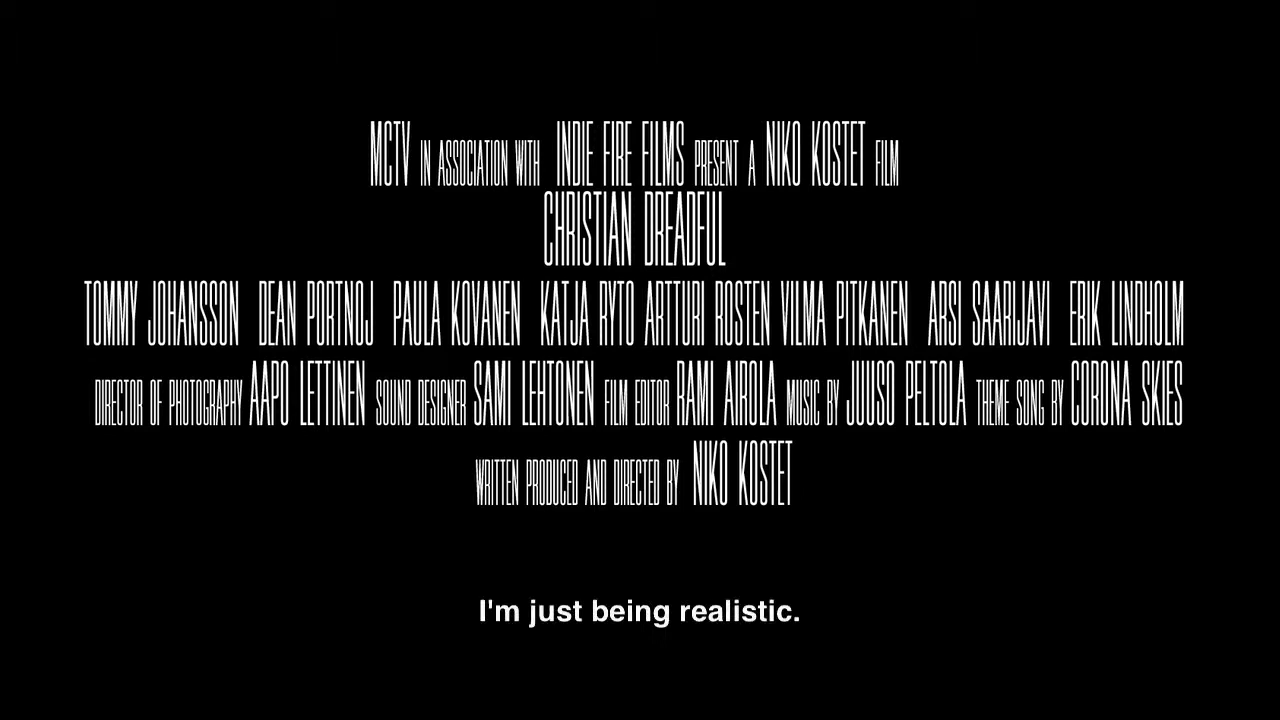 MCTV IN ASSOCIATION WITH INDIE FIRE FILMS PRESENT A NIKO KOSTET FILM
CHRISTIAN DREADFUL
TOMMY JOHANSSON DEAN PORTNOJ PAULA KOVANEN KATJA RYTO ARTTURI ROSTEN VILMA PITKANEN ARSI SAARIJAVI ERIK LINDHOLM
DIRECTOR OF PHOTOGRAPHY AAPO LETTINEN SOUND DESIGNER SAMI LEHTONEN FILM EDITOR RAMI AIROLA MUSIC BY JUUSO PELTOLA THEME SONG BY CORONA SKIES
WRITTEN PRODUCED AND DIRECTED BY NIKO KOSTET
I'm just being realistic.